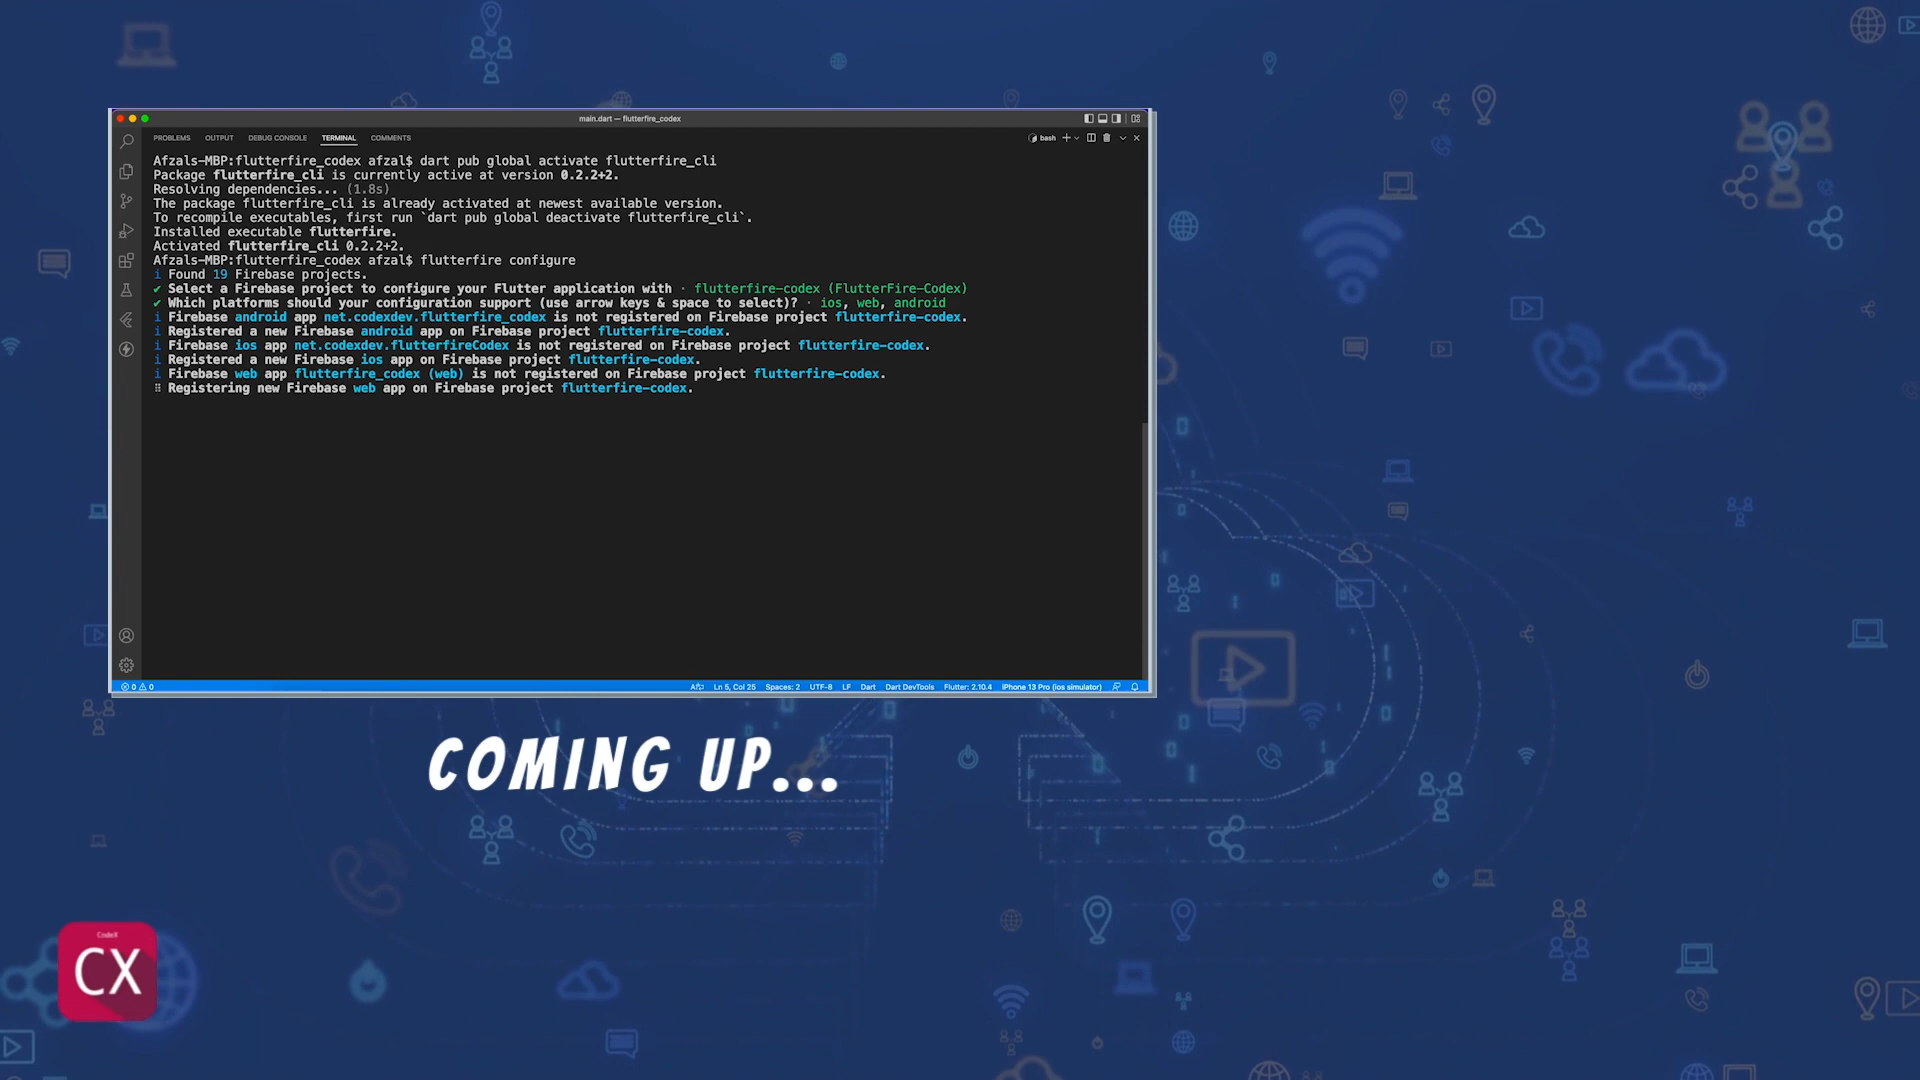 main.dart — flutterfire_codex
PROBLEMS OUTPUT DEBUG CONSOLE TERMINAL COMMENTS
bash
Afzals-MBP:flutterfire_codex afzal$ dart pub global activate flutterfire_cli
Package flutterfire_cli is currently active at version 0.2.2+2.
Resolving dependencies... (1.8s)
The package flutterfire_cli is already activated at newest available version.
To recompile executables, first run `dart pub global deactivate flutterfire_cli`.
Installed executable flutterfire.
Activated flutterfire_cli 0.2.2+2.
Afzals-MBP:flutterfire_codex afzal$ flutterfire configure
i Found 19 Firebase projects.
✔ Select a Firebase project to configure your Flutter application with · flutterfire-codex (FlutterFire-Codex)
✔ Which platforms should your configuration support (use arrow keys & space to select)? · ios, web, android
i Firebase android app net.codexdev.flutterfire_codex is not registered on Firebase project flutterfire-codex.
i Registered a new Firebase android app on Firebase project flutterfire-codex.
i Firebase ios app net.codexdev.flutterfireCodex is not registered on Firebase project flutterfire-codex.
i Registered a new Firebase ios app on Firebase project flutterfire-codex.
i Firebase web app flutterfire_codex (web) is not registered on Firebase project flutterfire-codex.
⠿ Registering new Firebase web app on Firebase project flutterfire-codex.
0 0 Ln 5, Col 25 Spaces: 2 UTF-8 LF Dart Dart DevTools Flutter: 2.10.4 iPhone 13 Pro (ios simulator)
COMING UP...
CodeX
CX